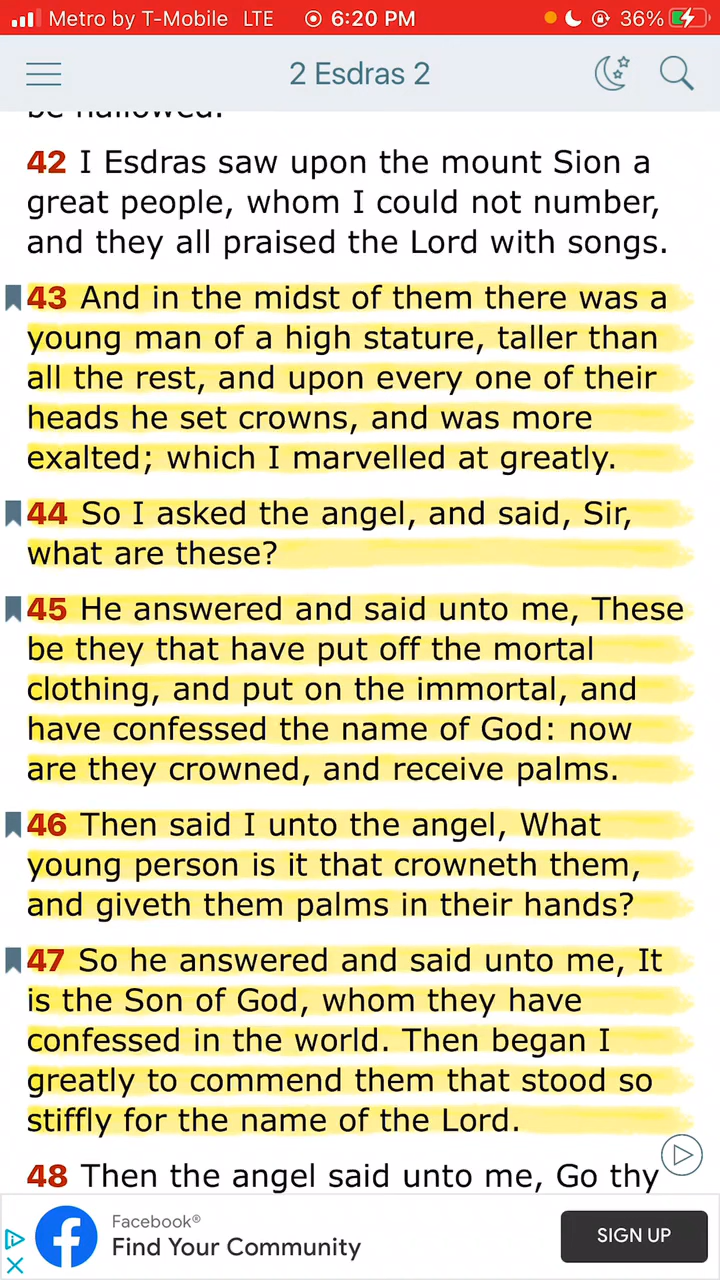 Metro by T-Mobile LTE 6:20 PM 36%
2 Esdras 2
be hallowed.
42 I Esdras saw upon the mount Sion a
great people, whom I could not number,
and they all praised the Lord with songs.
43 And in the midst of them there was a
young man of a high stature, taller than
all the rest, and upon every one of their
heads he set crowns, and was more
exalted; which I marvelled at greatly.
44 So I asked the angel, and said, Sir,
what are these?
45 He answered and said unto me, These
be they that have put off the mortal
clothing, and put on the immortal, and
have confessed the name of God: now
are they crowned, and receive palms.
46 Then said I unto the angel, What
young person is it that crowneth them,
and giveth them palms in their hands?
47 So he answered and said unto me, It
is the Son of God, whom they have
confessed in the world. Then began I
greatly to commend them that stood so
stiffly for the name of the Lord.
48 Then the angel said unto me, Go thy
Facebook®
Find Your Community
SIGN UP